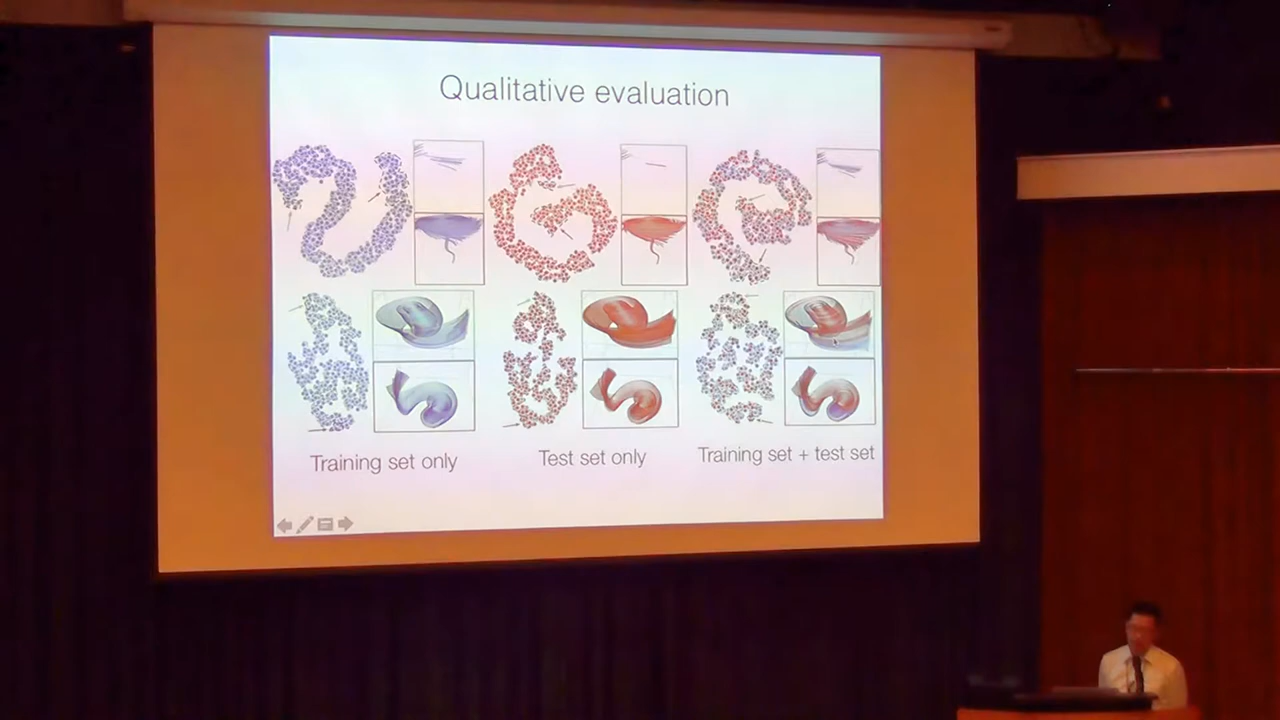 Qualitative evaluation
Training set only
Test set only
Training set + test set